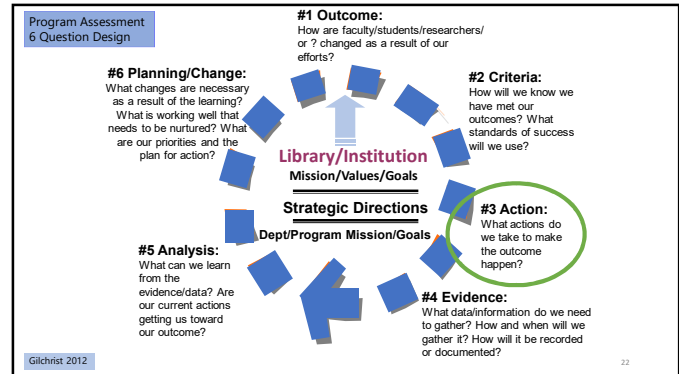 Program Assessment
6 Question Design
#1 Outcome:
How are faculty/students/researchers/
or ? changed as a result of our
efforts?
#2 Criteria:
How will we know we
have met our
outcomes? What
standards of success
will we use?
#3 Action:
What actions do
we take to make
the outcome
happen?
#4 Evidence:
What data/information do we need
to gather? How and when will we
gather it? How will it be recorded
or documented?
#5 Analysis:
What can we learn
from the
evidence/data? Are
our current actions
getting us toward
our outcome?
#6 Planning/Change:
What changes are necessary
as a result of the learning?
What is working well that
needs to be nurtured? What
are our priorities and the
plan for action?
Library/Institution
Mission/Values/Goals
Strategic Directions
Dept/Program Mission/Goals
Gilchrist 2012
22